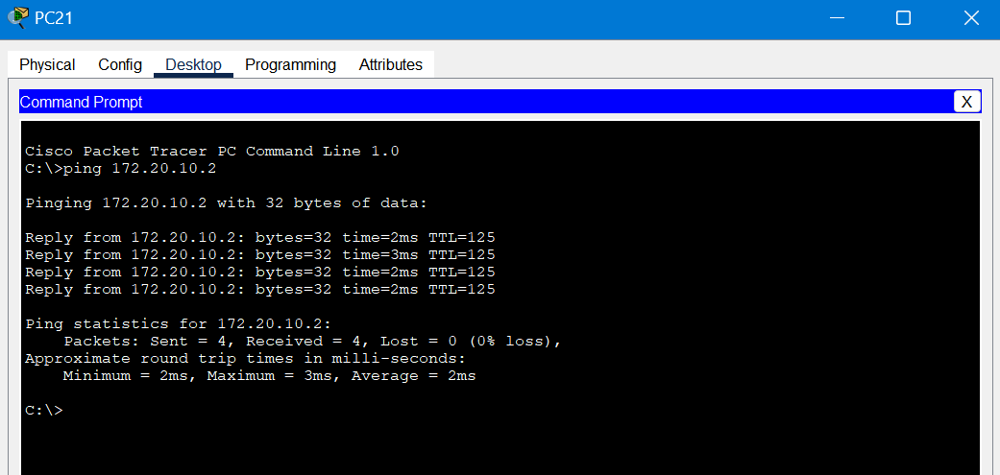 PC21
Physical Config Desktop Programming Attributes
Command Prompt X
Cisco Packet Tracer PC Command Line 1.0
C:\>ping 172.20.10.2
Pinging 172.20.10.2 with 32 bytes of data:
Reply from 172.20.10.2: bytes=32 time=2ms TTL=125
Reply from 172.20.10.2: bytes=32 time=3ms TTL=125
Reply from 172.20.10.2: bytes=32 time=2ms TTL=125
Reply from 172.20.10.2: bytes=32 time=2ms TTL=125
Ping statistics for 172.20.10.2:
    Packets: Sent = 4, Received = 4, Lost = 0 (0% loss),
Approximate round trip times in milli-seconds:
    Minimum = 2ms, Maximum = 3ms, Average = 2ms
C:\>